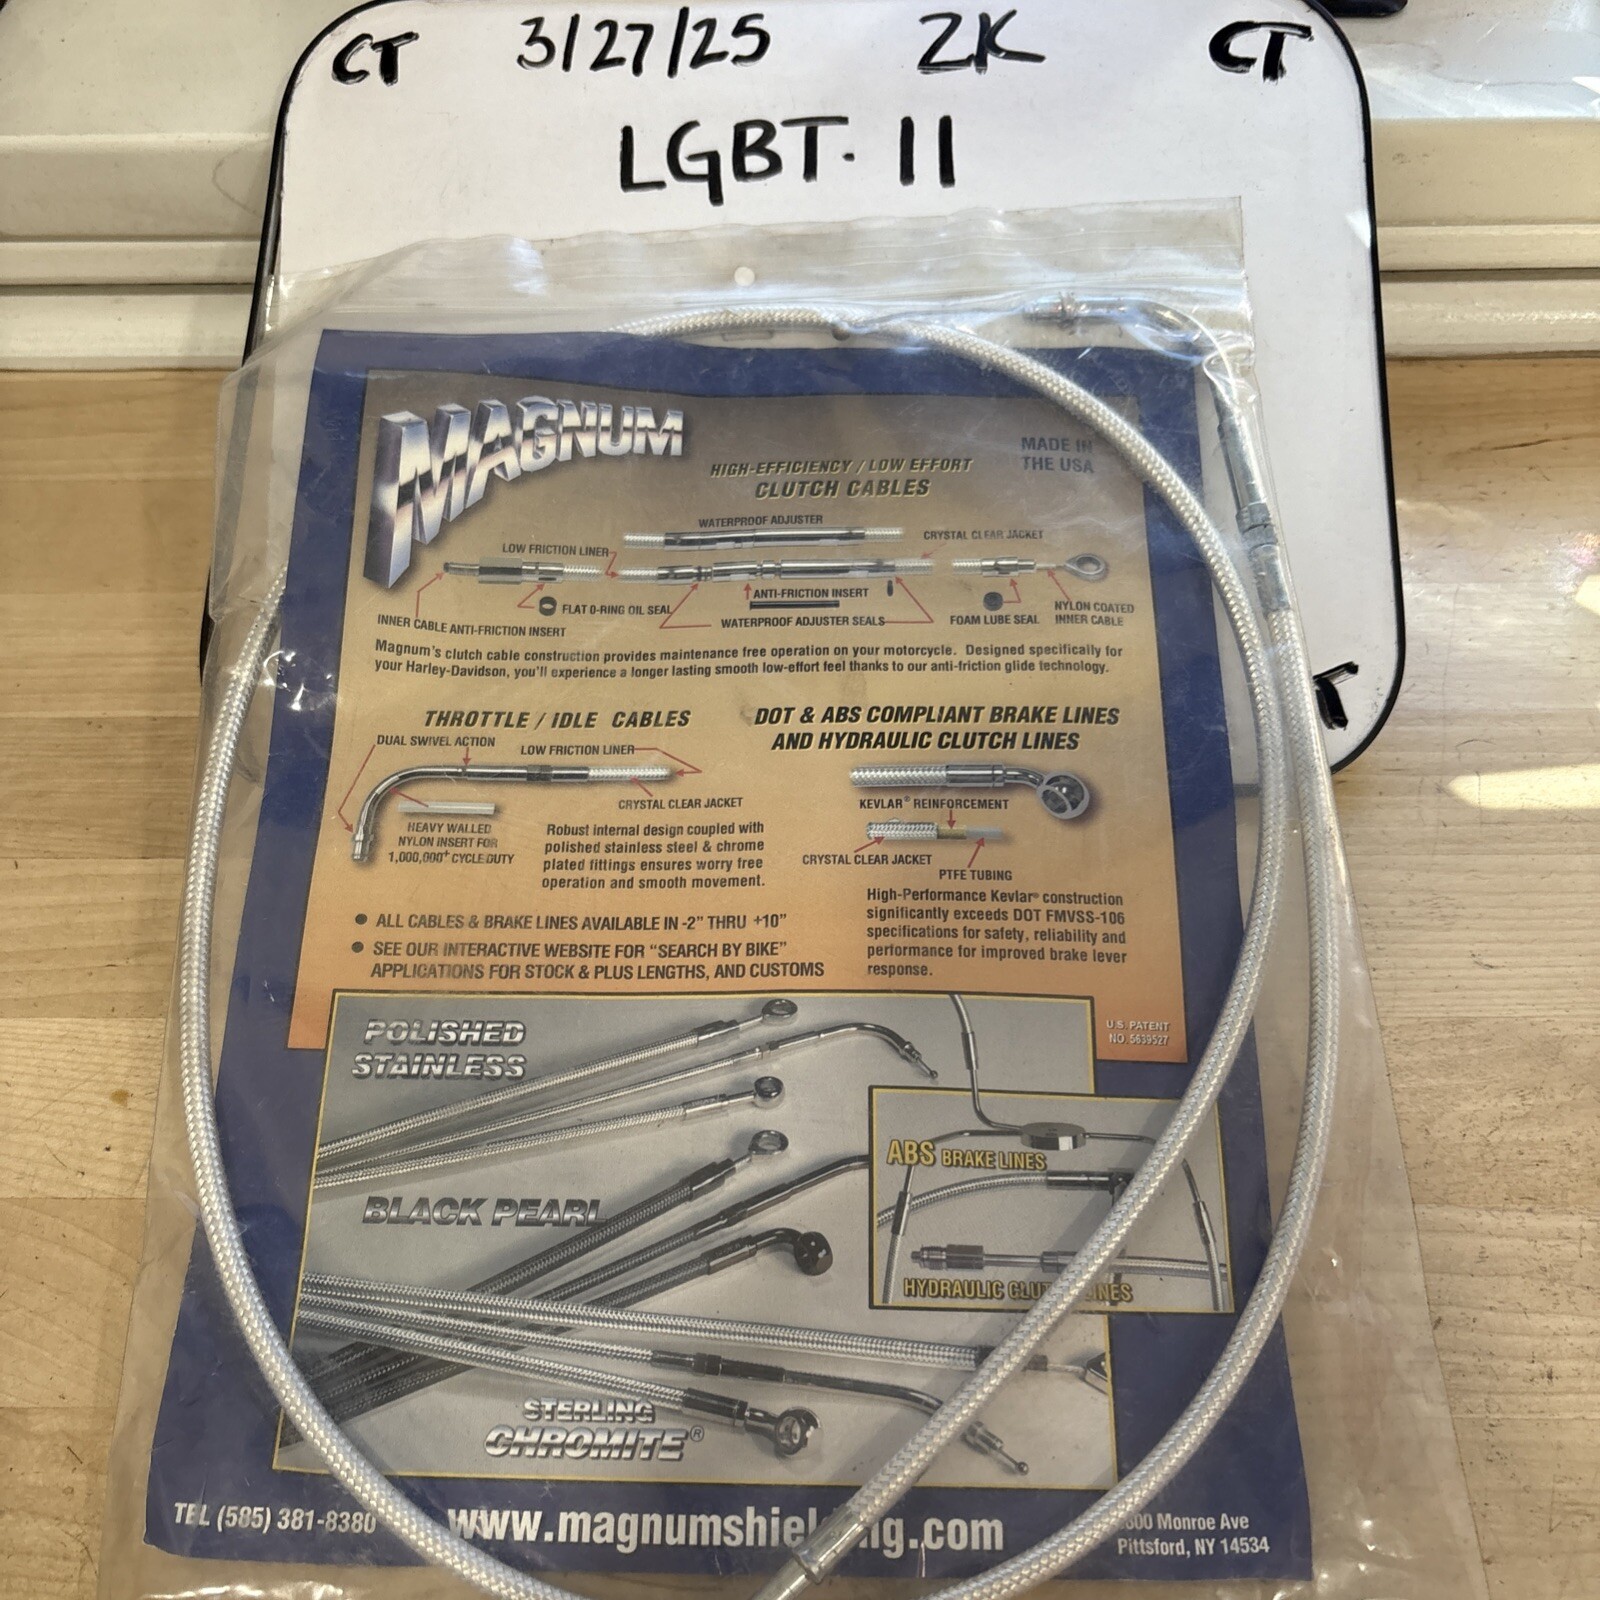 CT 3/27/25 ZK CT
LGBT. 11
MAGNUM
MADE IN
THE USA
HIGH-EFFICIENCY / LOW EFFORT
CLUTCH CABLES
WATERPROOF ADJUSTER
CRYSTAL CLEAR JACKET
LOW FRICTION LINER
ANTI-FRICTION INSERT
FLAT O-RING OIL SEAL
NYLON COATED
INNER CABLE
INNER CABLE ANTI-FRICTION INSERT
WATERPROOF ADJUSTER SEALS
FOAM LUBE SEAL
Magnum's clutch cable construction provides maintenance free operation on your motorcycle. Designed specifically for
your Harley-Davidson, you'll experience a longer lasting smooth low-effort feel thanks to our anti-friction glide technology.
THROTTLE / IDLE CABLES
DUAL SWIVEL ACTION
LOW FRICTION LINER
CRYSTAL CLEAR JACKET
HEAVY WALLED
NYLON INSERT FOR
1,000,000+ CYCLE DUTY
Robust internal design coupled with
polished stainless steel & chrome
plated fittings ensures worry free
operation and smooth movement.
DOT & ABS COMPLIANT BRAKE LINES
AND HYDRAULIC CLUTCH LINES
KEVLAR® REINFORCEMENT
CRYSTAL CLEAR JACKET
PTFE TUBING
High-Performance Kevlar® construction
significantly exceeds DOT FMVSS-106
specifications for safety, reliability and
performance for improved brake lever
response.
● ALL CABLES & BRAKE LINES AVAILABLE IN -2" THRU +10"
● SEE OUR INTERACTIVE WEBSITE FOR "SEARCH BY BIKE"
APPLICATIONS FOR STOCK & PLUS LENGTHS, AND CUSTOMS
U.S. PATENT
NO. 5639527
POLISHED
STAINLESS
BLACK PEARL
ABS BRAKE LINES
HYDRAULIC CLU INES
STERLING
CHROMITE®
TEL (585) 381-8380
www.magnumshiel ng.com
Monroe Ave
Pittsford, NY 14534